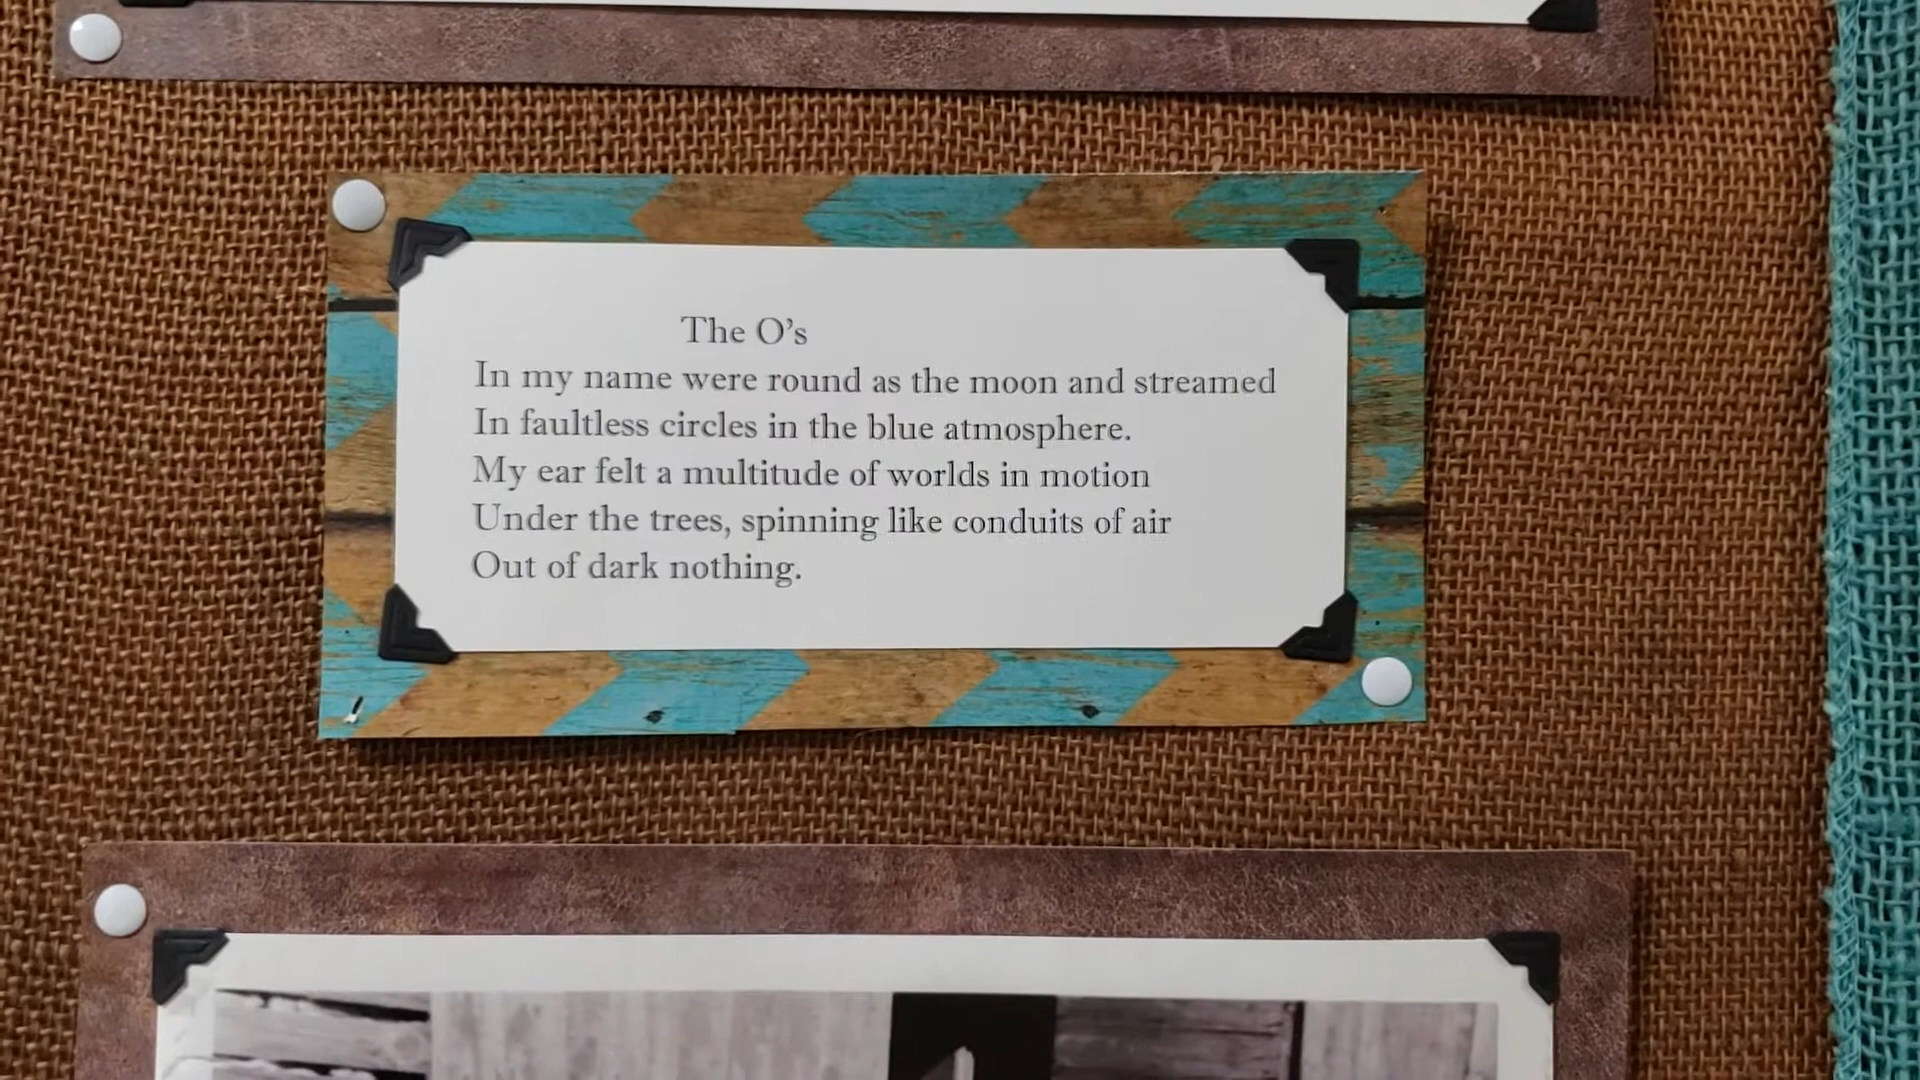 The O's
In my name were round as the moon and streamed
In faultless circles in the blue atmosphere.
My ear felt a multitude of worlds in motion
Under the trees, spinning like conduits of air
Out of dark nothing.